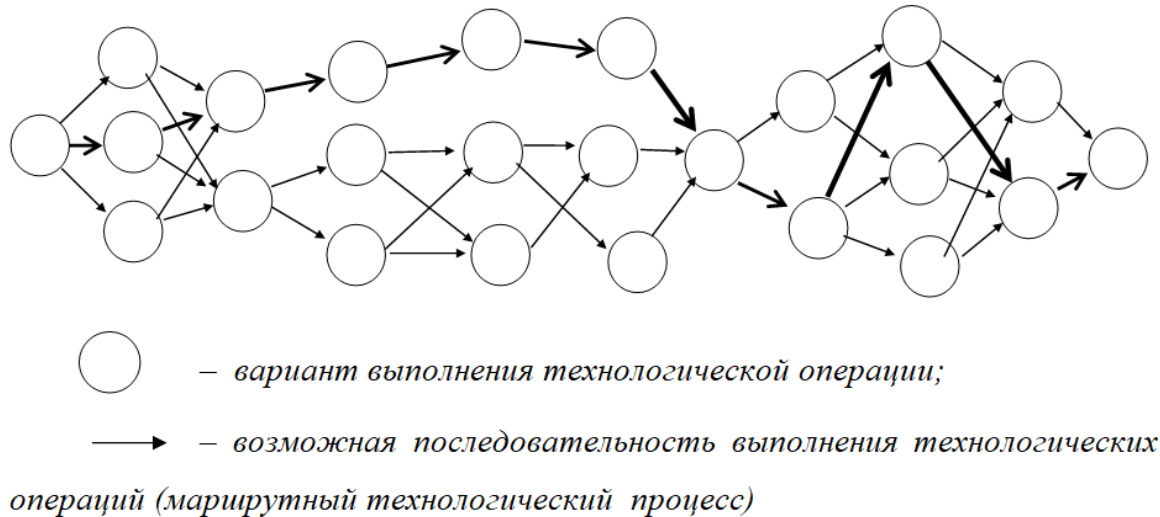 – вариант выполнения технологической операции;
– возможная последовательность выполнения технологических
операций (маршрутный технологический процесс)